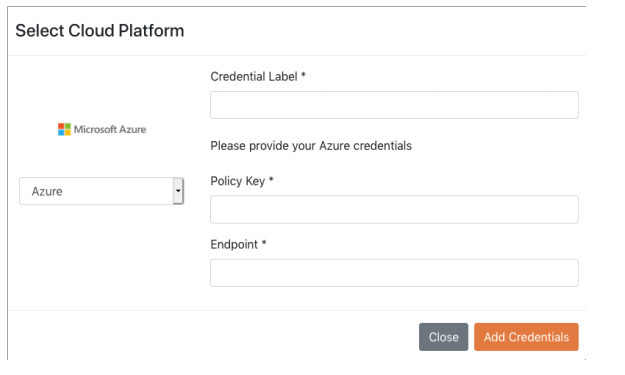 Select Cloud Platform
Credential Label *
Microsoft Azure
Please provide your Azure credentials
Azure
Policy Key *
Endpoint *
Close
Add Credentials